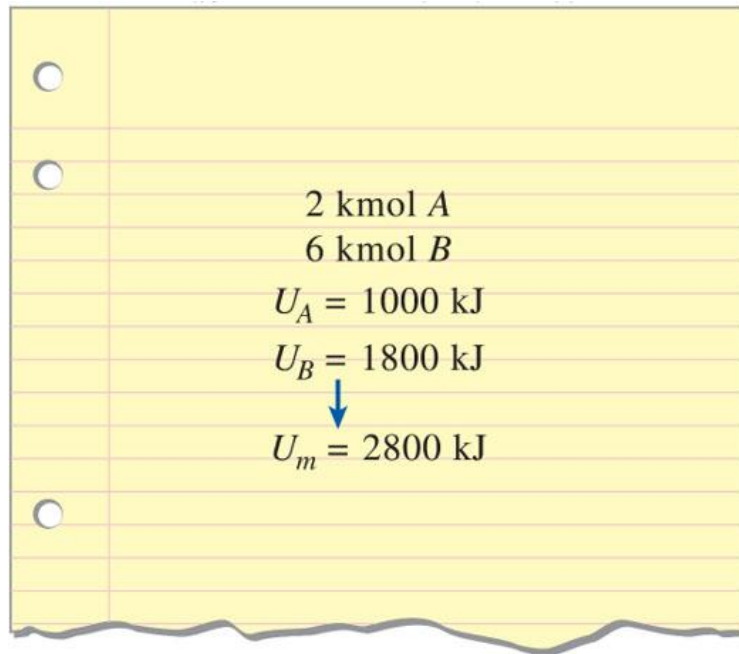 2 kmol A
6 kmol B
U_A = 1000 kJ
U_B = 1800 kJ
U_m = 2800 kJ